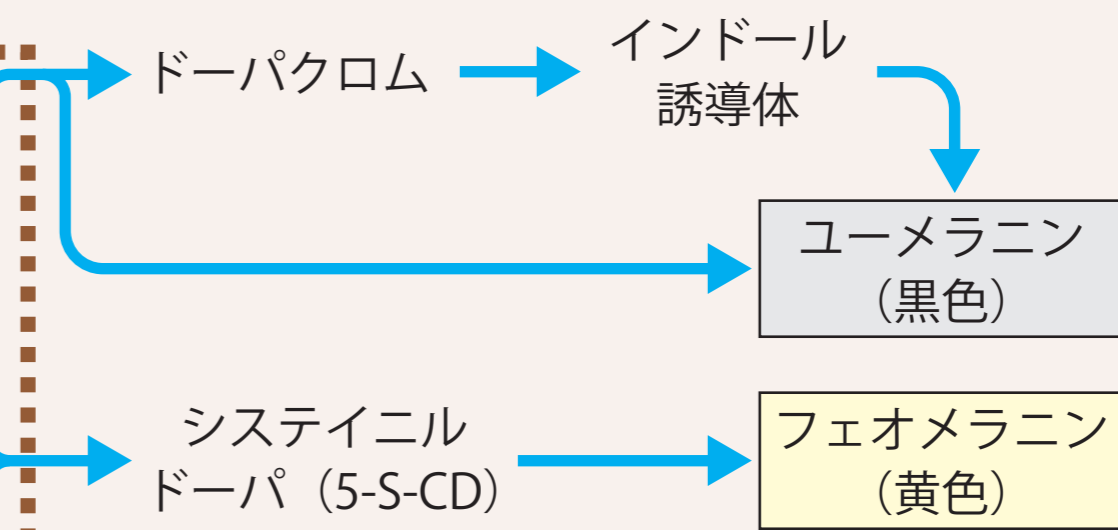 ドーパクロム
インドール
誘導体
ユーメラニン
（黒色）
システイニル
ドーパ（5-S-CD）
フェオメラニン
（黄色）